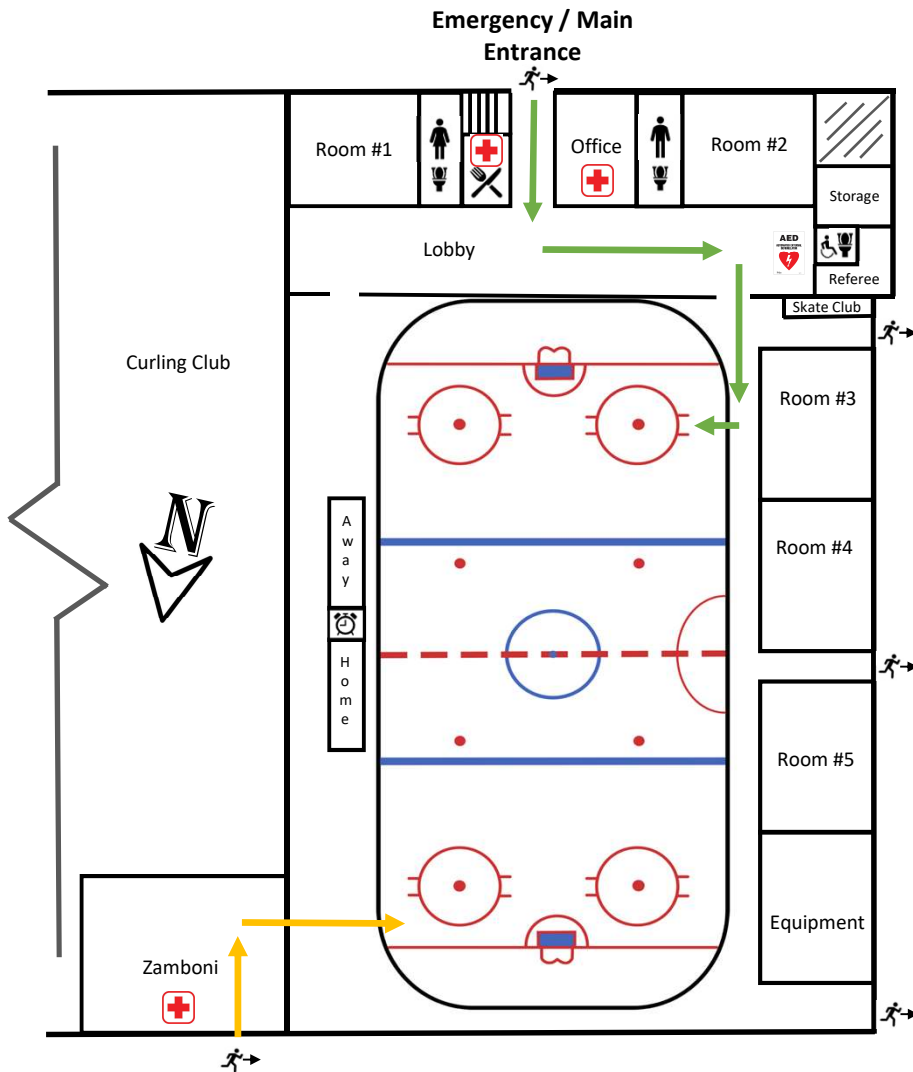 Emergency / Main
Entrance
Room #1
Office
Room #2
Storage
AED
Lobby
Referee
Skate Club
Curling Club
Room #3
N
A
w
a
y
Room #4
H
o
m
e
Room #5
Equipment
Zamboni